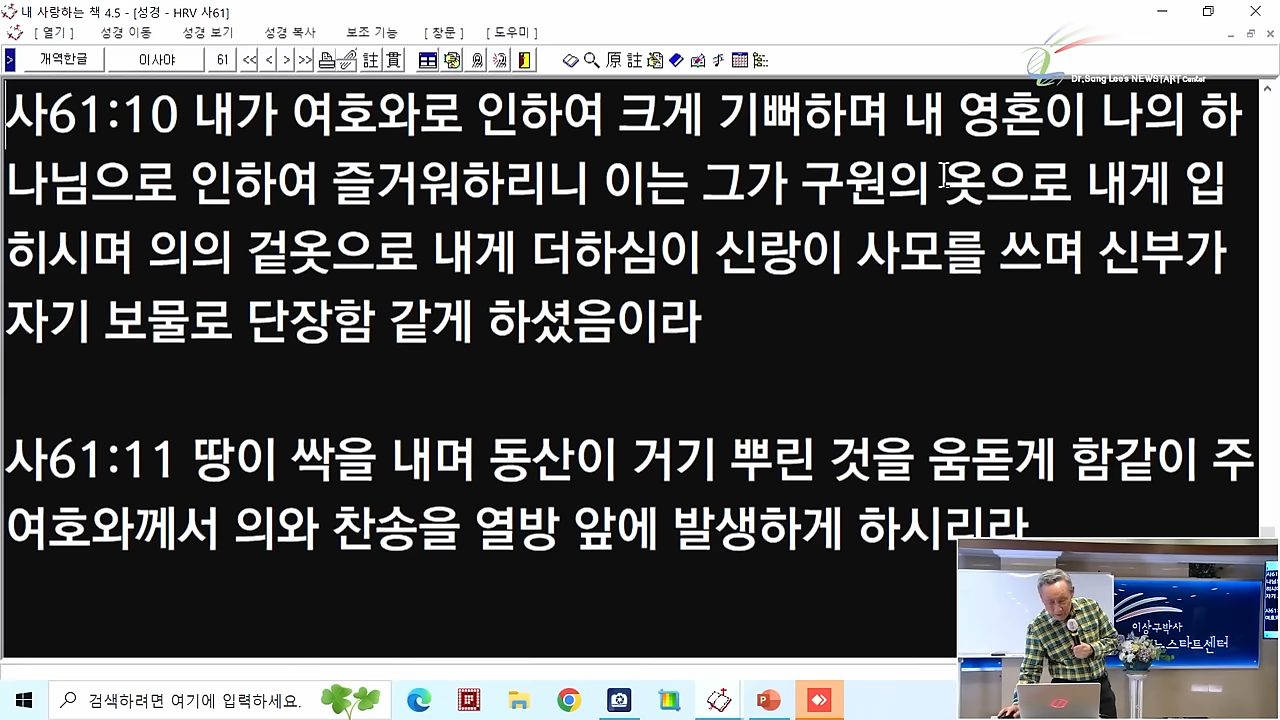 내 사랑하는 책 4.5 - [성경 - HRV 사61]
[ 열기 ] 성경 이동 성경 보기 성경 복사 보조 기능 [ 창문 ] [ 도우미 ]
> 개역한글 이사야 61 << < > >> 註 貫 原 註
Dr.Sang Lee's NEWSTART Center
사61:10 내가 여호와로 인하여 크게 기뻐하며 내 영혼이 나의 하
나님으로 인하여 즐거워하리니 이는 그가 구원의 옷으로 내게 입
히시며 의의 겉옷으로 내게 더하심이 신랑이 사모를 쓰며 신부가
자기 보물로 단장함 같게 하셨음이라
사61:11 땅이 싹을 내며 동산이 거기 뿌린 것을 움돋게 함같이 주
여호와께서 의와 찬송을 열방 앞에 발생하게 하시리라
이상구박사
뉴스타트센터
검색하려면 여기에 입력하세요.